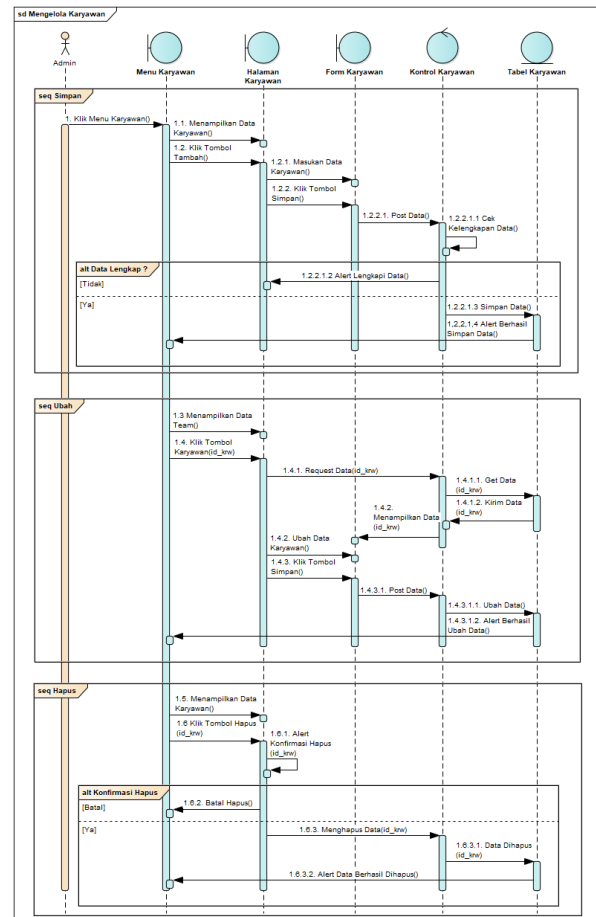 sd Mengelola Karyawan
Admin
Menu Karyawan
Halaman
Karyawan
Form Karyawan
Kontrol Karyawan
Tabel Karyawan
seq Simpan
1. Klik Menu Karyawan()
1.1. Menampilkan Data
Karyawan()
1.2. Klik Tombol
Tambah()
1.2.1. Masukan Data
Karyawan()
1.2.2. Klik Tombol
Simpan()
1.2.2.1. Post Data()
1.2.2.1.1 Cek
Kelengkapan Data()
alt Data Lengkap ?
[Tidak]
1.2.2.1.2 Alert Lengkapi Data()
[Ya]
1.2.2.1.3 Simpan Data()
1,2,2,1,4 Alert Berhasil
Simpan Data()
seq Ubah
1.3 Menampilkan Data
Team()
1.4. Klik Tombol
Karyawan(id_krw)
1.4.1. Request Data(id_krw)
1.4.1.1. Get Data
(id_krw)
1.4.1.2. Kirim Data
(id_krw)
1.4.2.
Menampilkan Data
(id_krw)
1.4.2. Ubah Data
Karyawan()
1.4.3. Klik Tombol
Simpan()
1.4.3.1. Post Data()
1.4.3.1.1. Ubah Data()
1.4.3.1.2. Alert Berhasil
Ubah Data()
seq Hapus
1.5. Menampilkan Data
Karyawan()
1.6 Klik Tombol Hapus
(id_krw)
1.6.1. Alert
Konfirmasi Hapus
(id_krw)
alt Konfirmasi Hapus
[Batal]
1.6.2. Batal Hapus()
[Ya]
1.6.3. Menghapus Data(id_krw)
1.6.3.1. Data Dihapus
(id_krw)
1.6.3.2. Alert Data Berhasil Dihapus()